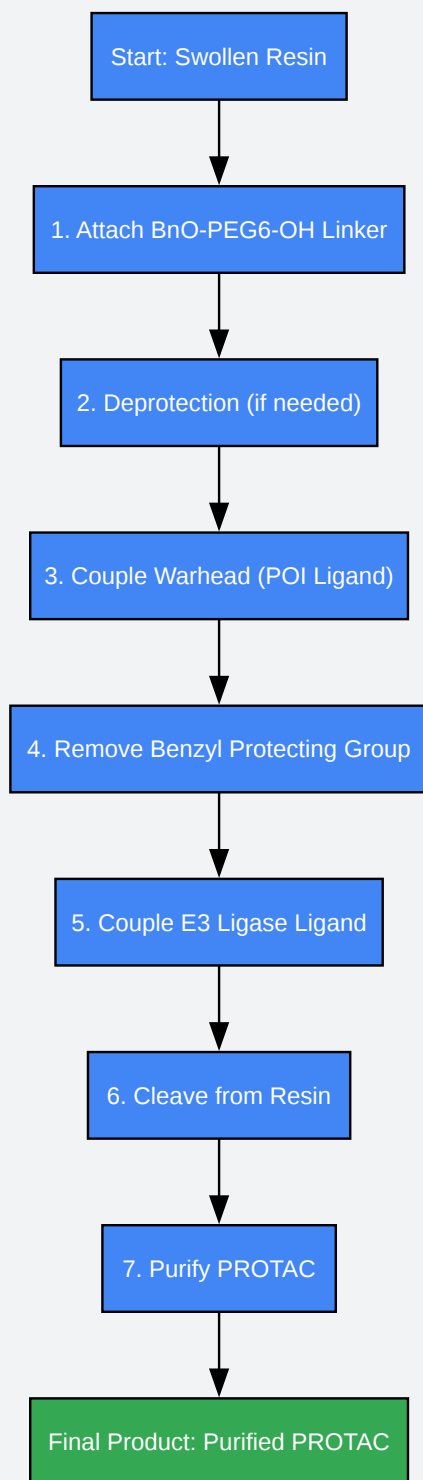 Start: Swollen Resin
1. Attach BnO-PEG6-OH Linker
2. Deprotection (if needed)
3. Couple Warhead (POI Ligand)
4. Remove Benzyl Protecting Group
5. Couple E3 Ligase Ligand
6. Cleave from Resin
7. Purify PROTAC
Final Product: Purified PROTAC